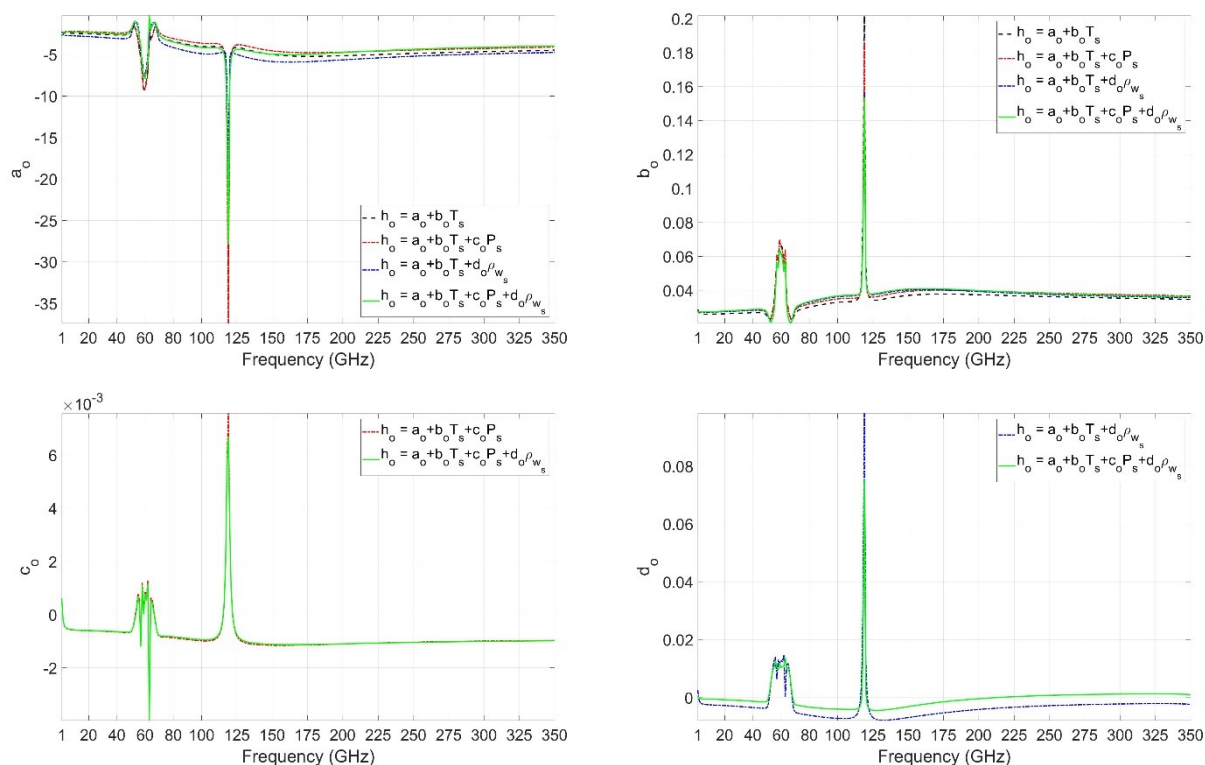 -5
-10
-15
-20
-25
-30
-35
a_o
h_o = a_o+b_oT_s
h_o = a_o+b_oT_s+c_oP_s
h_o = a_o+b_oT_s+d_oρ_w_s
h_o = a_o+b_oT_s+c_oP_s+d_oρ_w_s
1 20 40 60 80 100 125 150 175 200 225 250 275 300 325 350
Frequency (GHz)
0.2
0.18
0.16
0.14
0.12
0.1
0.08
0.06
0.04
b_o
h_o = a_o+b_oT_s
h_o = a_o+b_oT_s+c_oP_s
h_o = a_o+b_oT_s+d_oρ_w_s
h_o = a_o+b_oT_s+c_oP_s+d_oρ_w_s
1 20 40 60 80 100 125 150 175 200 225 250 275 300 325 350
Frequency (GHz)
×10^-3
6
4
2
0
-2
c_o
h_o = a_o+b_oT_s+c_oP_s
h_o = a_o+b_oT_s+c_oP_s+d_oρ_w_s
1 20 40 60 80 100 125 150 175 200 225 250 275 300 325 350
Frequency (GHz)
0.08
0.06
0.04
0.02
0
d_o
h_o = a_o+b_oT_s+d_oρ_w_s
h_o = a_o+b_oT_s+c_oP_s+d_oρ_w_s
1 20 40 60 80 100 125 150 175 200 225 250 275 300 325 350
Frequency (GHz)